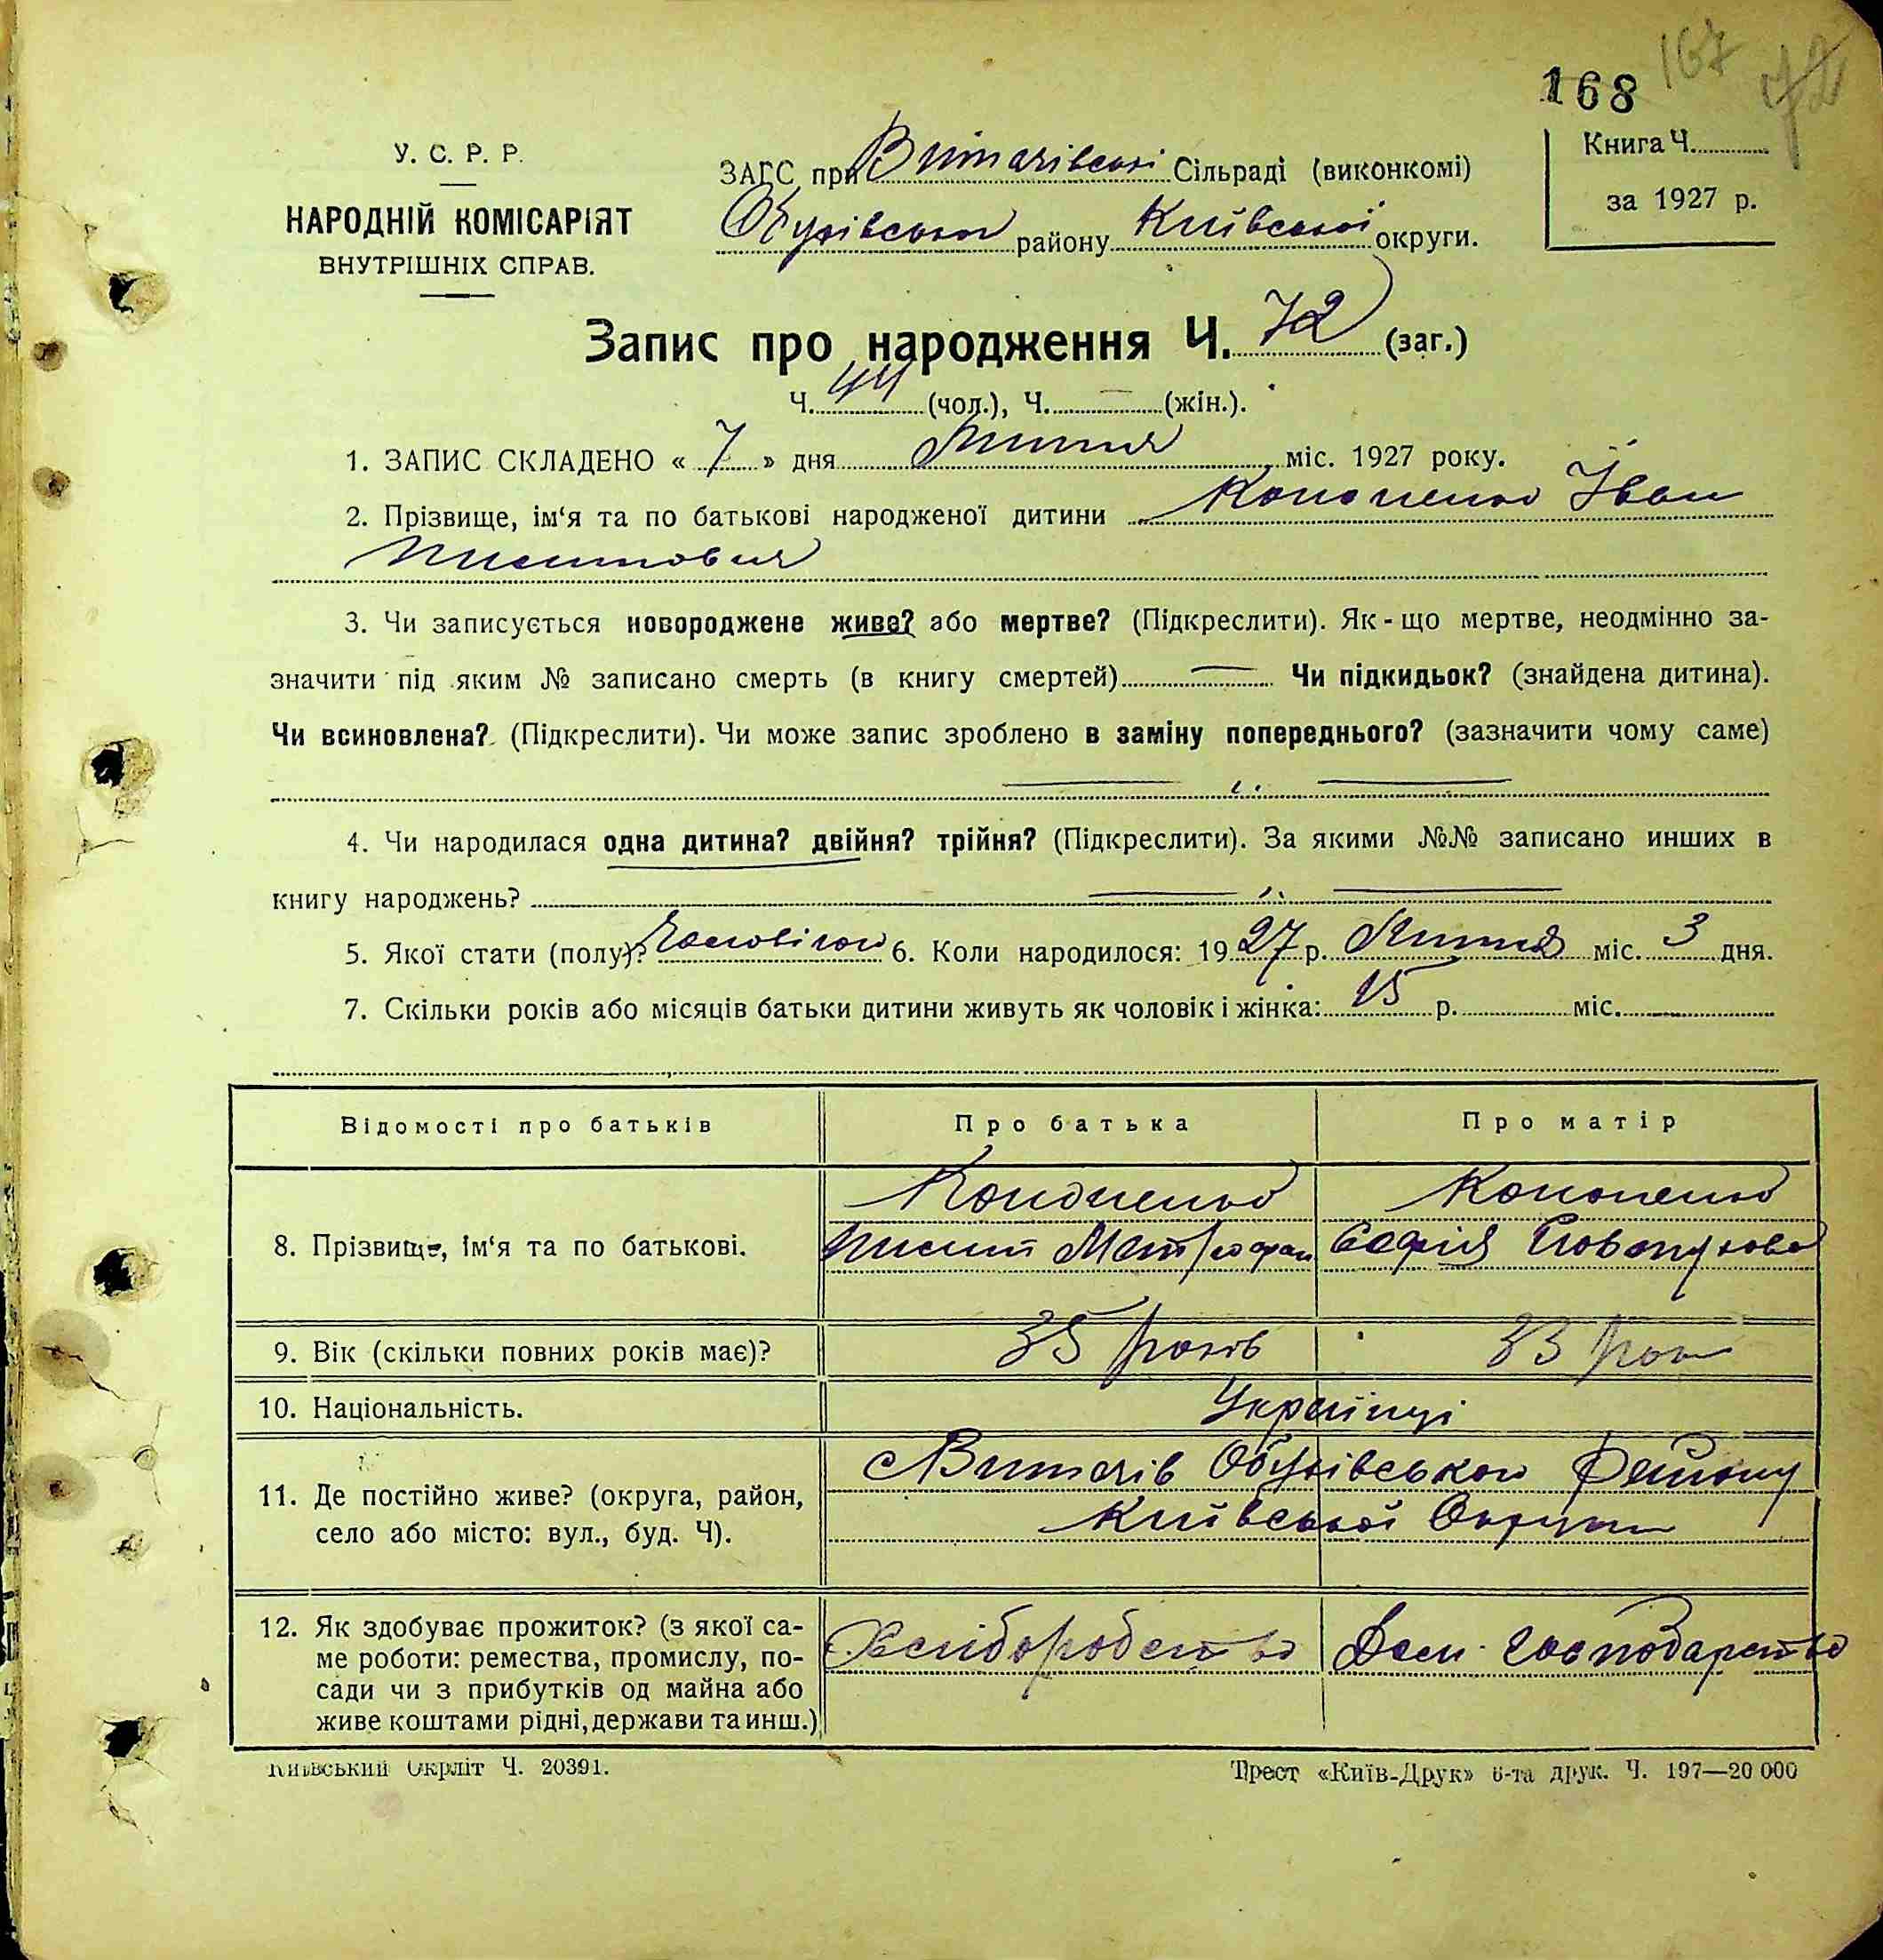 168 167 72
У. С. Р. Р.
НАРОДНІЙ КОМІСАРІЯТ
ВНУТРІШНІХ СПРАВ.
ЗАГС при Витачівські Сільраді (виконкомі)
Обухівського району Київської округи.
Книга Ч.
за 1927 р.
Запис про народження Ч. 72 (заг.)
Ч. 44 (чол.), Ч. — (жін.).
1. ЗАПИС СКЛАДЕНО « 7 » дня Липня міс. 1927 року.
2. Прізвище, ім‘я та по батькові народженої дитини Кононенко Іван
3. Чи записується новороджене живе? або мертве? (Підкреслити). Як-що мертве, неодмінно за-
значити під яким № записано смерть (в книгу смертей) — Чи підкидьок? (знайдена дитина).
Чи всиновлена? (Підкреслити). Чи може запис зроблено в заміну попереднього? (зазначити чому саме)
4. Чи народилася одна дитина? двійня? трійня? (Підкреслити). За якими №№ записано инших в
книгу народжень?
5. Якої стати (полу)? Чоловічої 6. Коли народилося: 1927 р. Липня міс. 3 дня.
7. Скільки років або місяців батьки дитини живуть як чоловік і жінка: 15 р. міс.
Відомості про батьків Про батька Про матір
8. Прізвище, ім‘я та по батькові.
Кононенко Кононенко
Митрофан Софія
9. Вік (скільки повних років має)? 35 років 33 рок
10. Національність. Українці
11. Де постійно живе? (округа, район,
село або місто: вул., буд. Ч).
с Витачів Обухівського Району
Київської Округи
12. Як здобуває прожиток? (з якої са-
ме роботи: ремества, промислу, по-
сади чи з прибутків од майна або
живе коштами рідні, держави та инш.)
Хліборобство Дом. господарство
Київський Окрліт Ч. 20391.
Трест «Київ-Друк» 6-та друк. Ч. 197—20 000